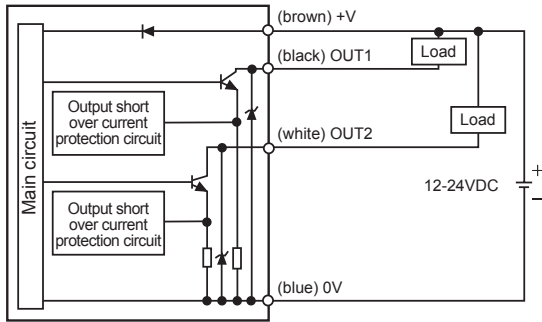 (brown) +V
(black) OUT1
Load
Output short
over current
protection circuit
Load
(white) OUT2
Main circuit
12-24VDC
+
−
Output short
over current
protection circuit
(blue) 0V